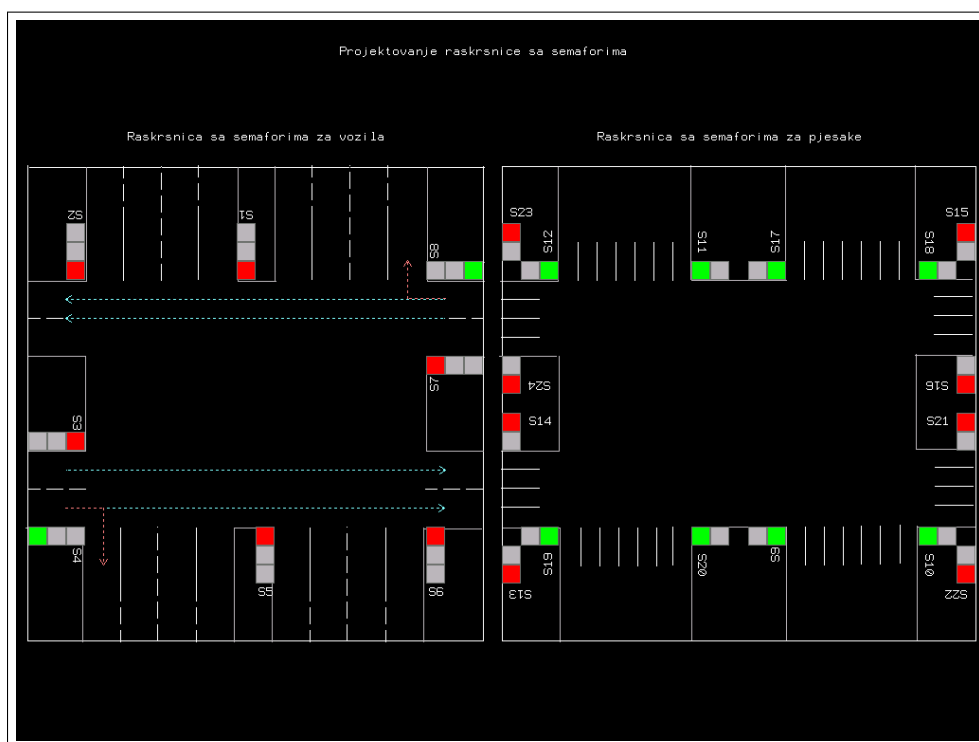 Projektovanje raskrsnice sa semaforima
Raskrsnica sa semaforima za vozila
Raskrsnica sa semaforima za pjesake
S2
S1
S8
S3
S7
S4
S5
S6
S23
S12
S11
S17
S18
S15
S24
S14
S16
S21
S13
S19
S20
S9
S10
S22